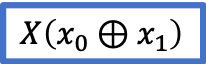 X(x₀ ⊕ x₁)